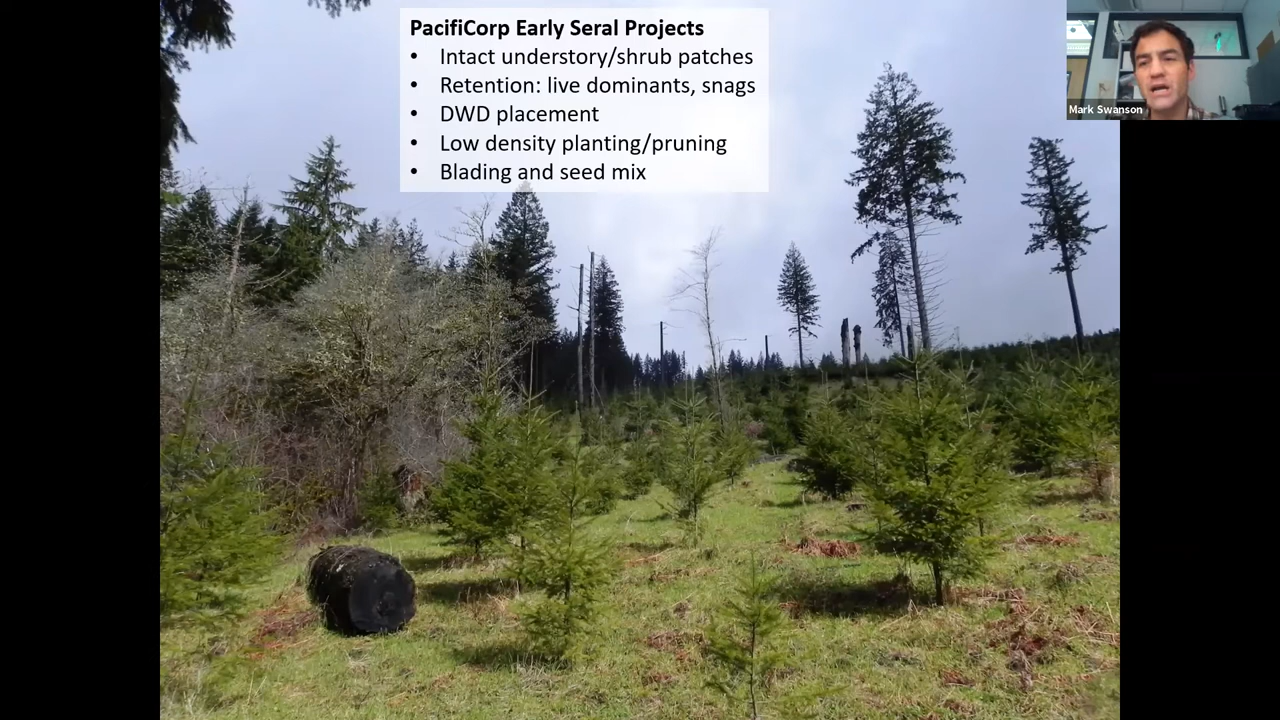 PacifiCorp Early Seral Projects
• Intact understory/shrub patches
• Retention: live dominants, snags
• DWD placement
• Low density planting/pruning
• Blading and seed mix
Mark Swanson